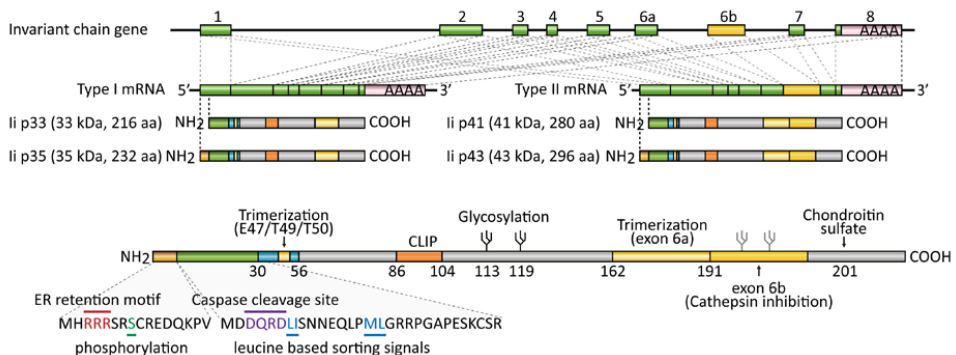 1 2 3 4 5 6a 6b 7 8
Invariant chain gene AAAA
Type I mRNA 5’ AAAA 3’ Type II mRNA 5’ AAAA 3’
Ii p33 (33 kDa, 216 aa) NH2 COOH Ii p41 (41 kDa, 280 aa) NH2 COOH
Ii p35 (35 kDa, 232 aa) NH2 COOH Ii p43 (43 kDa, 296 aa) NH2 COOH
Trimerization
(E47/T49/T50)
Glycosylation
Trimerization
(exon 6a)
Chondroitin
sulfate
CLIP
NH2 COOH
30 56 86 104 113 119 162 191 201
exon 6b
(Cathepsin inhibition)
ER retention motif Caspase cleavage site
MHRRRSRSCREDQKPV MDDQRDLISNNEQLPMLGRRPGAPESKCSR
phosphorylation leucine based sorting signals